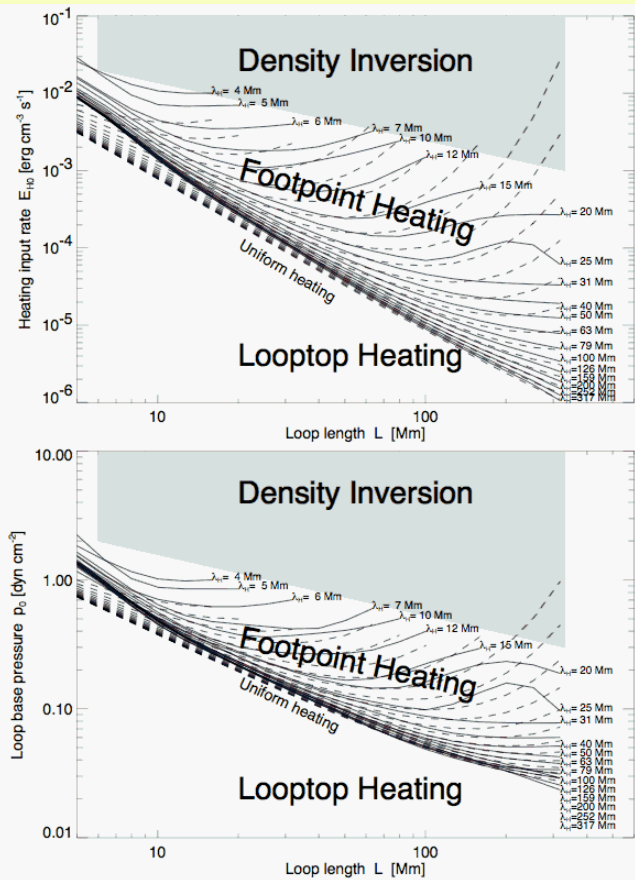 10⁻¹
Density Inversion
10⁻²
λH= 4 Mm
λH= 5 Mm
λH= 6 Mm
λH= 7 Mm
λH= 10 Mm
λH= 12 Mm
10⁻³
Footpoint Heating
λH= 15 Mm
λH= 20 Mm
10⁻⁴
Uniform heating
λH= 25 Mm
λH= 31 Mm
λH= 40 Mm
λH= 50 Mm
10⁻⁵
λH= 63 Mm
λH= 79 Mm
Looptop Heating
λH=100 Mm
λH=126 Mm
λH=159 Mm
λH=200 Mm
λH=252 Mm
λH=317 Mm
10⁻⁶
Heating input rate E_H0 [erg cm⁻³ s⁻¹]
10
100
Loop length L [Mm]
10.00
Density Inversion
1.00
λH= 4 Mm
λH= 5 Mm
λH= 6 Mm
λH= 7 Mm
λH= 10 Mm
λH= 12 Mm
Footpoint Heating
λH= 15 Mm
λH= 20 Mm
Uniform heating
0.10
λH= 25 Mm
λH= 31 Mm
λH= 40 Mm
λH= 50 Mm
λH= 63 Mm
λH= 79 Mm
λH= 100 Mm
λH= 126 Mm
Looptop Heating
λH= 159 Mm
λH= 200 Mm
λH= 252 Mm
λH= 317 Mm
0.01
Loop base pressure p₀ [dyn cm⁻²]
10
100
Loop length L [Mm]